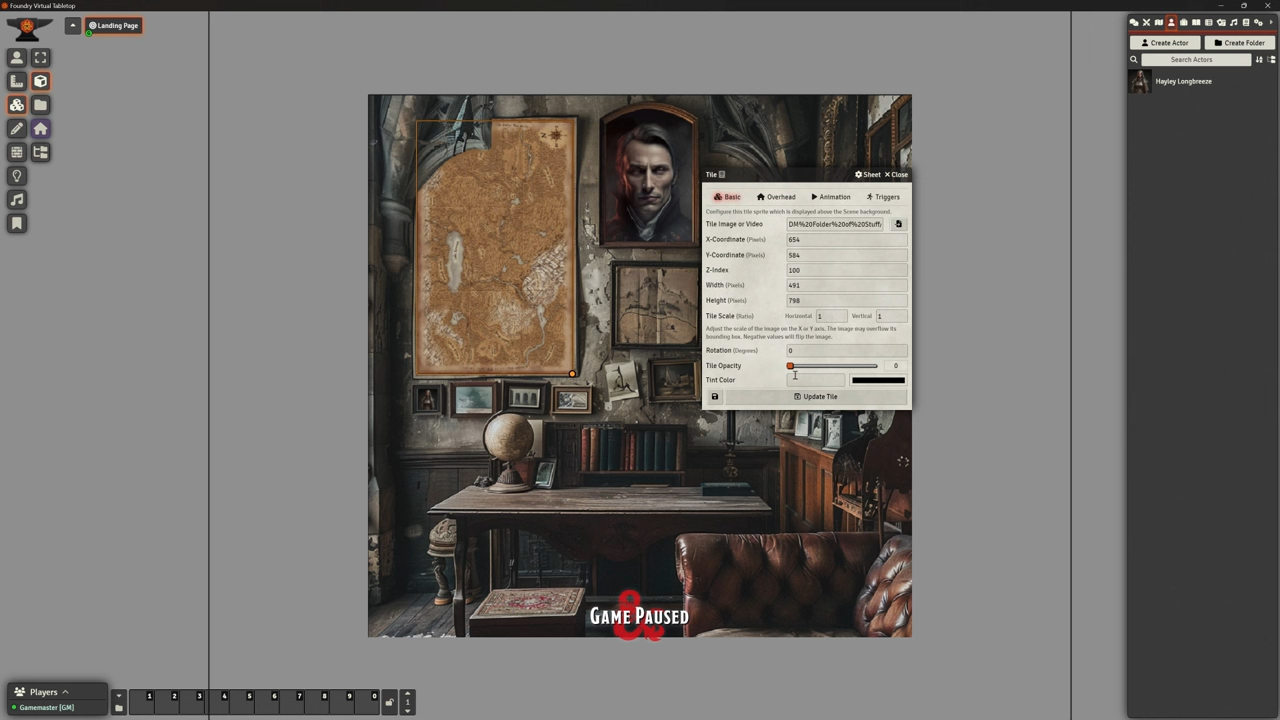 Foundry Virtual Tabletop
Landing Page
Create Actor
Create Folder
Search Actors
Hayley Longbreeze
Tile
Sheet
Close
Basic
Overhead
Animation
Triggers
Configure this tile sprite which is displayed above the Scene background.
Tile Image or Video
DM%20Folder%20of%20Stuff/
X-Coordinate (Pixels)
654
Y-Coordinate (Pixels)
584
Z-Index
100
Width (Pixels)
491
Height (Pixels)
798
Tile Scale (Ratio)
Horizontal
1
Vertical
1
Adjust the scale of the image on the X or Y axis. The image may overflow its
bounding box. Negative values will flip the image.
Rotation (Degrees)
0
Tile Opacity
0
Tint Color
Update Tile
GAME PAUSED
Players
Gamemaster [GM]
1 2 3 4 5 6 7 8 9 0
1